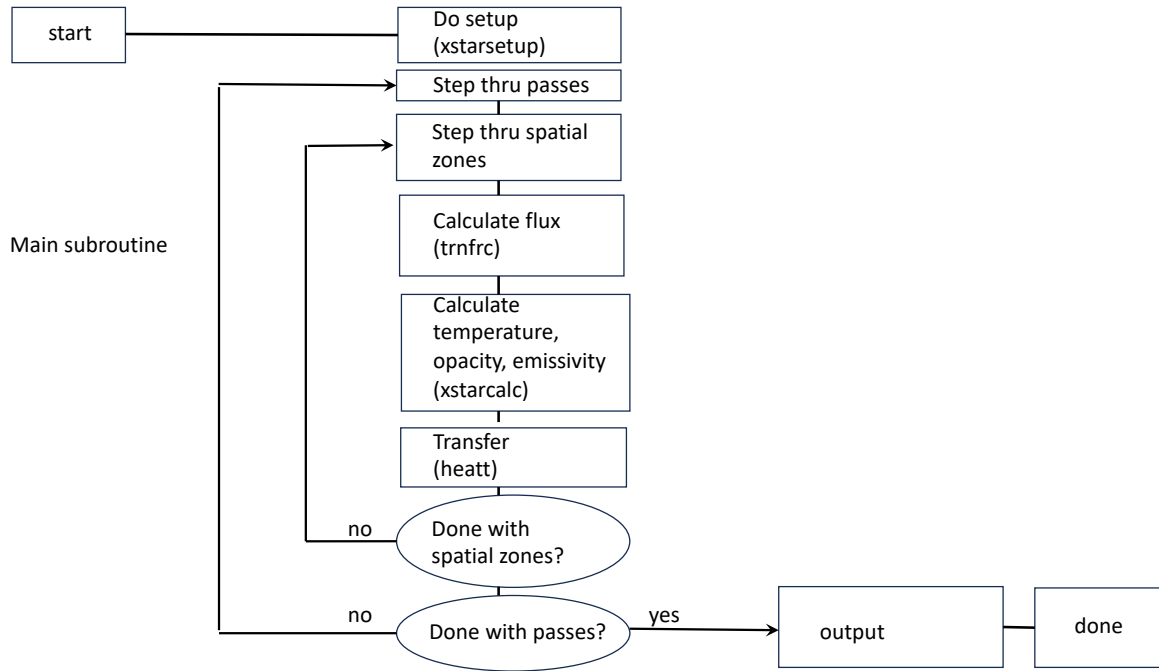 start
Do setup
(xstarsetup)
Step thru passes
Step thru spatial
zones
Calculate flux
(trnfrc)
Main subroutine
Calculate
temperature,
opacity, emissivity
(xstarcalc)
Transfer
(heatt)
no
Done with
spatial zones?
no
Done with passes?
yes
output
done